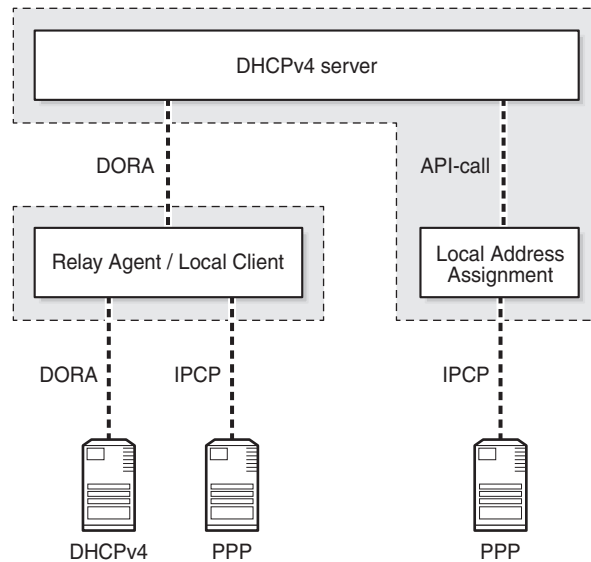 DHCPv4 server
DORA
API-call
Relay Agent / Local Client
Local Address
Assignment
DORA
IPCP
IPCP
DHCPv4
PPP
PPP